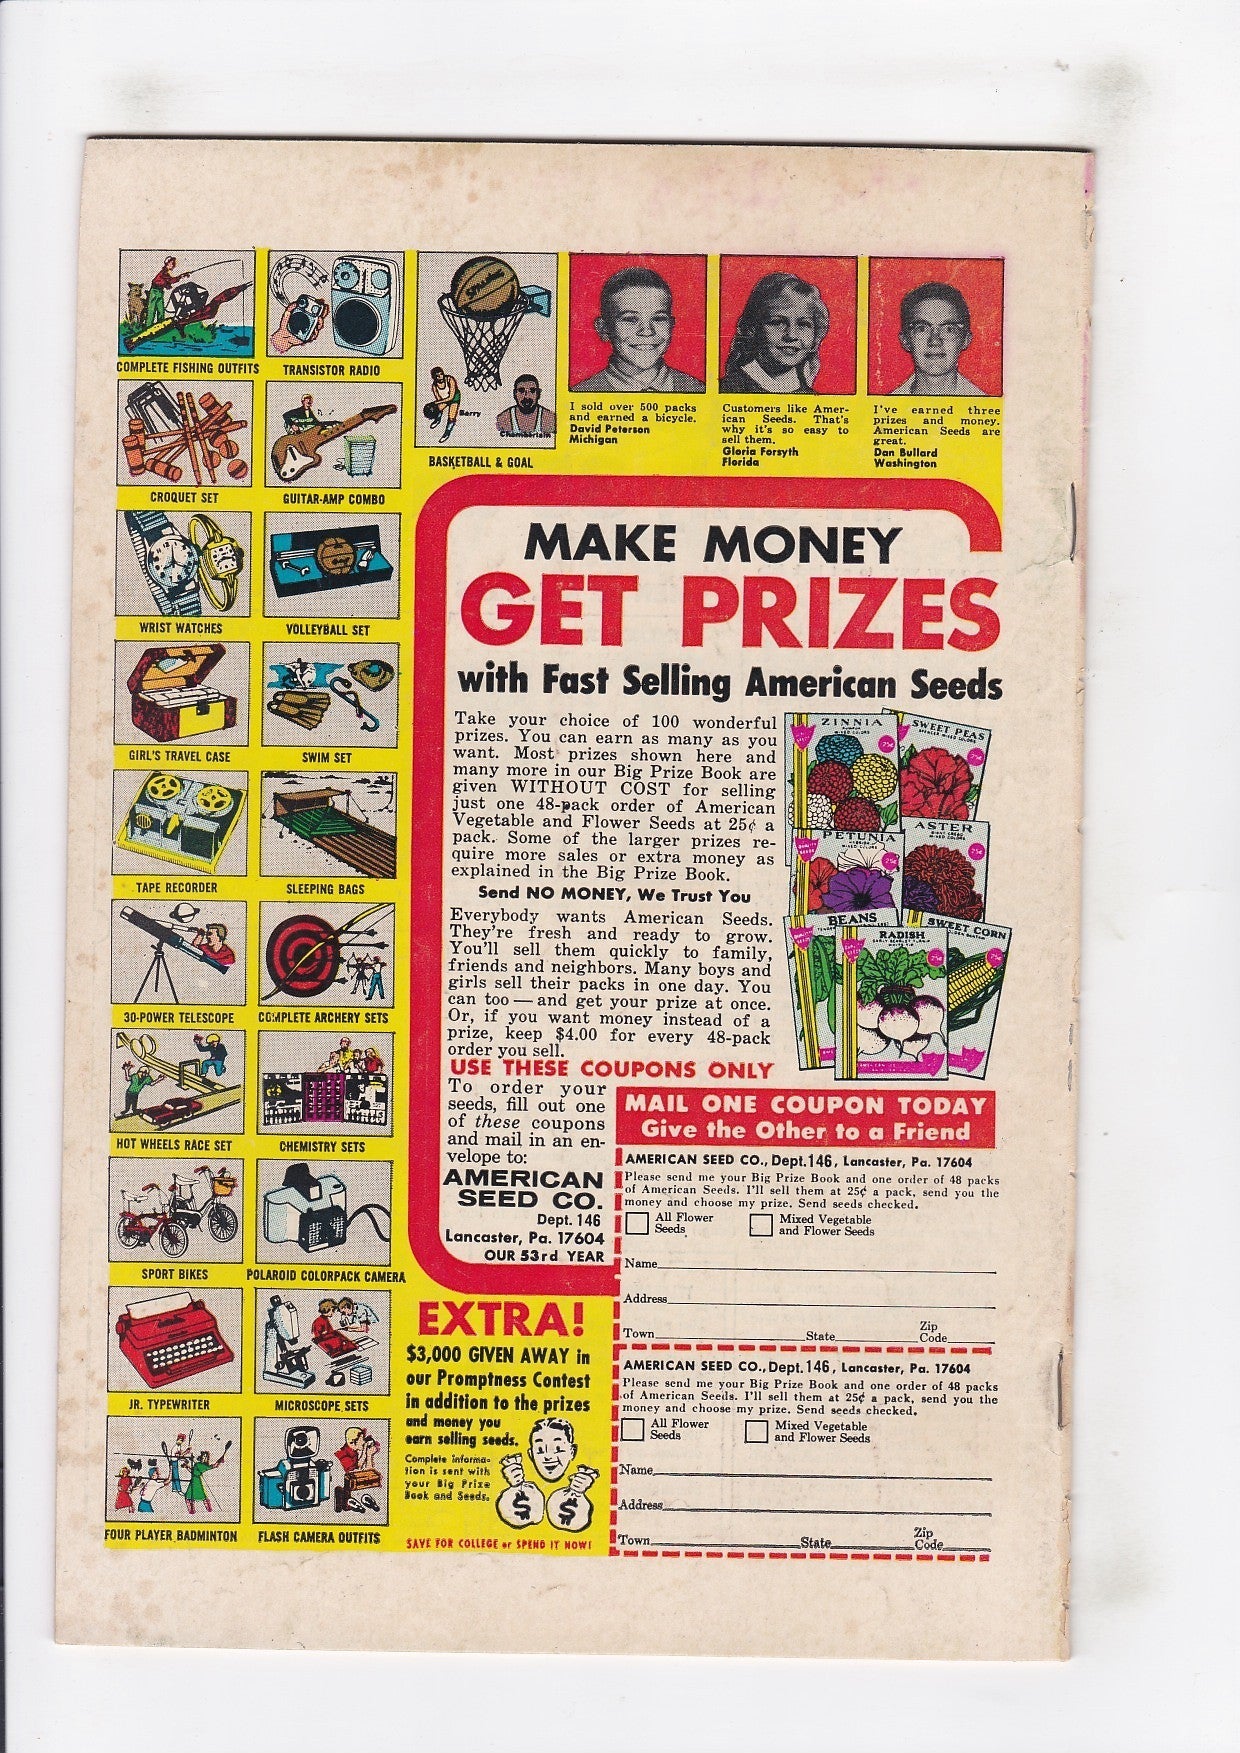 COMPLETE FISHING OUTFITS
TRANSISTOR RADIO
CROQUET SET
GUITAR-AMP COMBO
WRIST WATCHES
VOLLEYBALL SET
GIRL'S TRAVEL CASE
SWIM SET
TAPE RECORDER
SLEEPING BAGS
30-POWER TELESCOPE
COMPLETE ARCHERY SETS
HOT WHEELS RACE SET
CHEMISTRY SETS
SPORT BIKES
POLAROID COLORPACK CAMERA
JR. TYPEWRITER
MICROSCOPE SETS
FOUR PLAYER BADMINTON
FLASH CAMERA OUTFITS
Barry
Chamberlain
BASKETBALL & GOAL
I sold over 500 packs
and earned a bicycle.
David Peterson
Michigan
Customers like Amer-
ican Seeds. That's
why it's so easy to
sell them.
Gloria Forsyth
Florida
I've earned three
prizes and money.
American Seeds are
great.
Dan Bullard
Washington
MAKE MONEY
GET PRIZES
with Fast Selling American Seeds
Take your choice of 100 wonderful
prizes. You can earn as many as you
want. Most prizes shown here and
many more in our Big Prize Book are
given WITHOUT COST for selling
just one 48-pack order of American
Vegetable and Flower Seeds at 25¢ a
pack. Some of the larger prizes re-
quire more sales or extra money as
explained in the Big Prize Book.
Send NO MONEY, We Trust You
Everybody wants American Seeds.
They're fresh and ready to grow.
You'll sell them quickly to family,
friends and neighbors. Many boys and
girls sell their packs in one day. You
can too — and get your prize at once.
Or, if you want money instead of a
prize, keep $4.00 for every 48-pack
order you sell.
USE THESE COUPONS ONLY
To order your
seeds, fill out one
of these coupons
and mail in an en-
velope to:
AMERICAN
SEED CO.
Dept. 146
Lancaster, Pa. 17604
OUR 53rd YEAR
ZINNIA
MIXED COLORS
25¢
SWEET PEAS
25¢
PETUNIA
MIXED COLORS
25¢
ASTER
MIXED COLORS
25¢
BEANS
SWEET CORN
25¢
RADISH
25¢
MAIL ONE COUPON TODAY
Give the Other to a Friend
AMERICAN SEED CO., Dept. 146, Lancaster, Pa. 17604
Please send me your Big Prize Book and one order of 48 packs
of American Seeds. I'll sell them at 25¢ a pack, send you the
money and choose my prize. Send seeds checked.
All Flower
Seeds
Mixed Vegetable
and Flower Seeds
Name
Address
Town State Zip Code
AMERICAN SEED CO., Dept. 146, Lancaster, Pa. 17604
Please send me your Big Prize Book and one order of 48 packs
of American Seeds. I'll sell them at 25¢ a pack, send you the
money and choose my prize. Send seeds checked.
All Flower
Seeds
Mixed Vegetable
and Flower Seeds
Name
Address
Town State Zip Code
EXTRA!
$3,000 GIVEN AWAY in
our Promptness Contest
in addition to the prizes
and money you
earn selling seeds.
Complete informa-
tion is sent with
your Big Prize
Book and Seeds.
$ $
SAVE FOR COLLEGE or SPEND IT NOW!